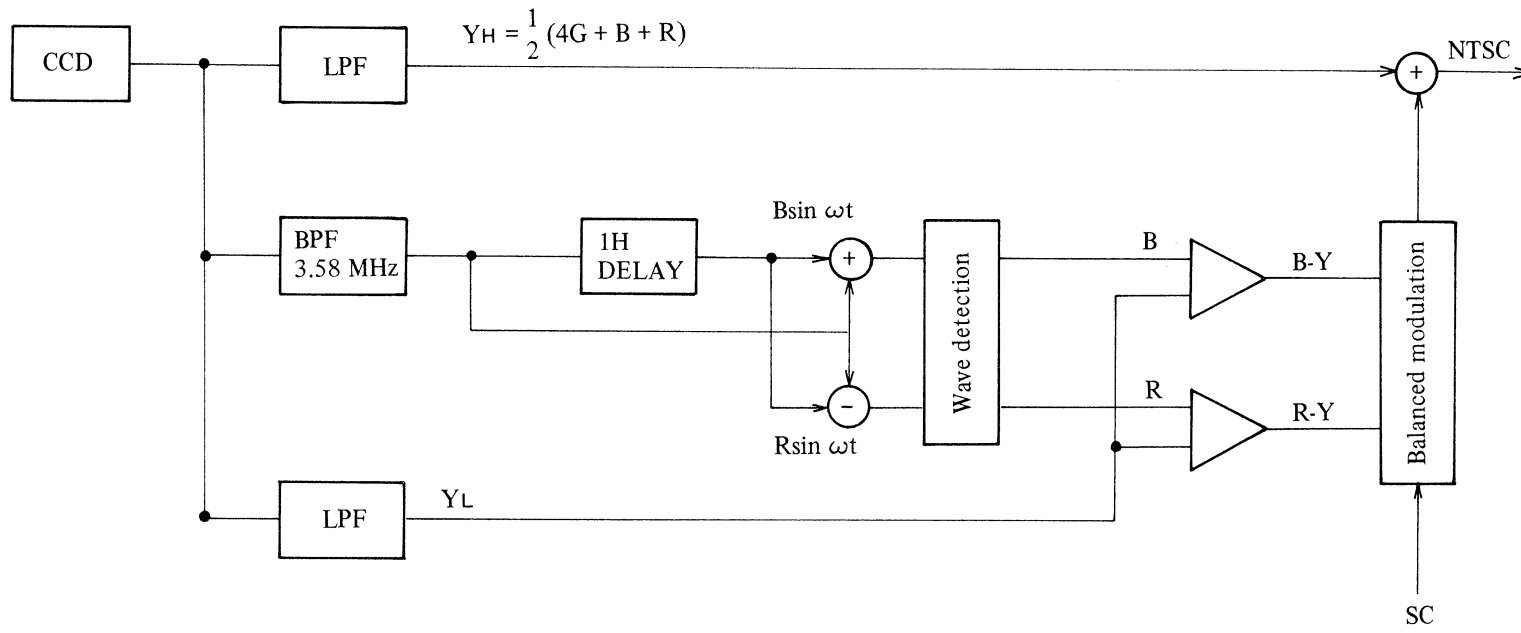 CCD
LPF
YH = 1/2 (4G + B + R)
+
NTSC
BPF
3.58 MHz
1H
DELAY
Bsin ωt
+
-
Rsin ωt
Wave detection
B
B-Y
R
R-Y
Balanced modulation
LPF
YL
SC